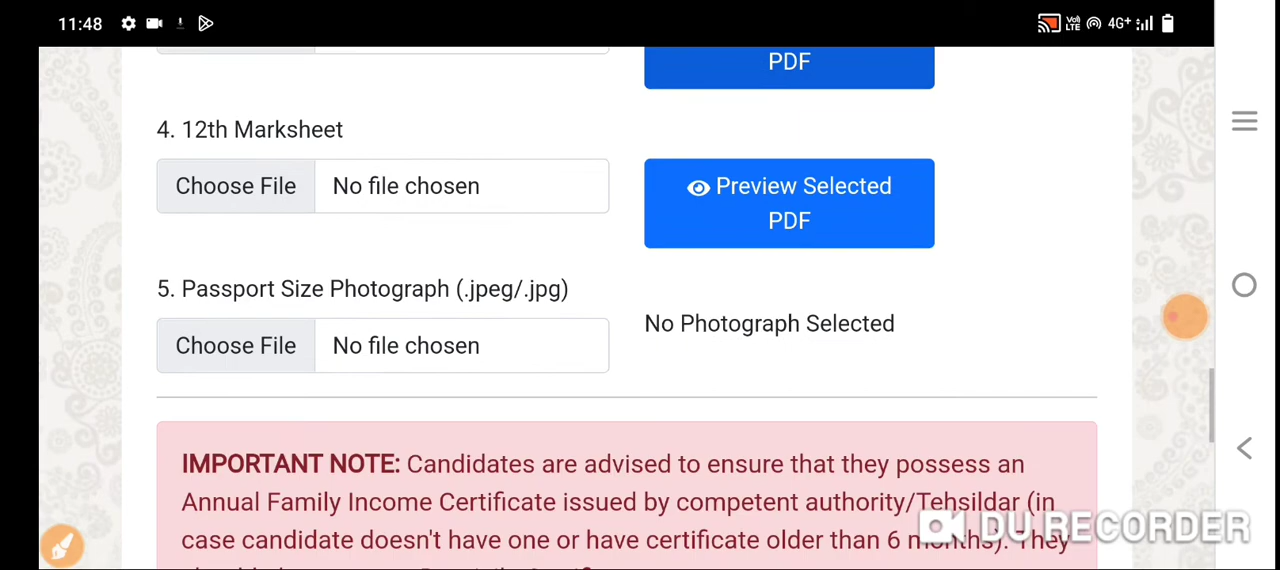 11:48
Vo) LTE 4G+
PDF
4. 12th Marksheet
Choose File No file chosen
Preview Selected
PDF
5. Passport Size Photograph (.jpeg/.jpg)
No Photograph Selected
Choose File No file chosen
IMPORTANT NOTE: Candidates are advised to ensure that they possess an
Annual Family Income Certificate issued by competent authority/Tehsildar (in
case candidate doesn't have one or have certificate older than 6 months). They
DU RECORDER